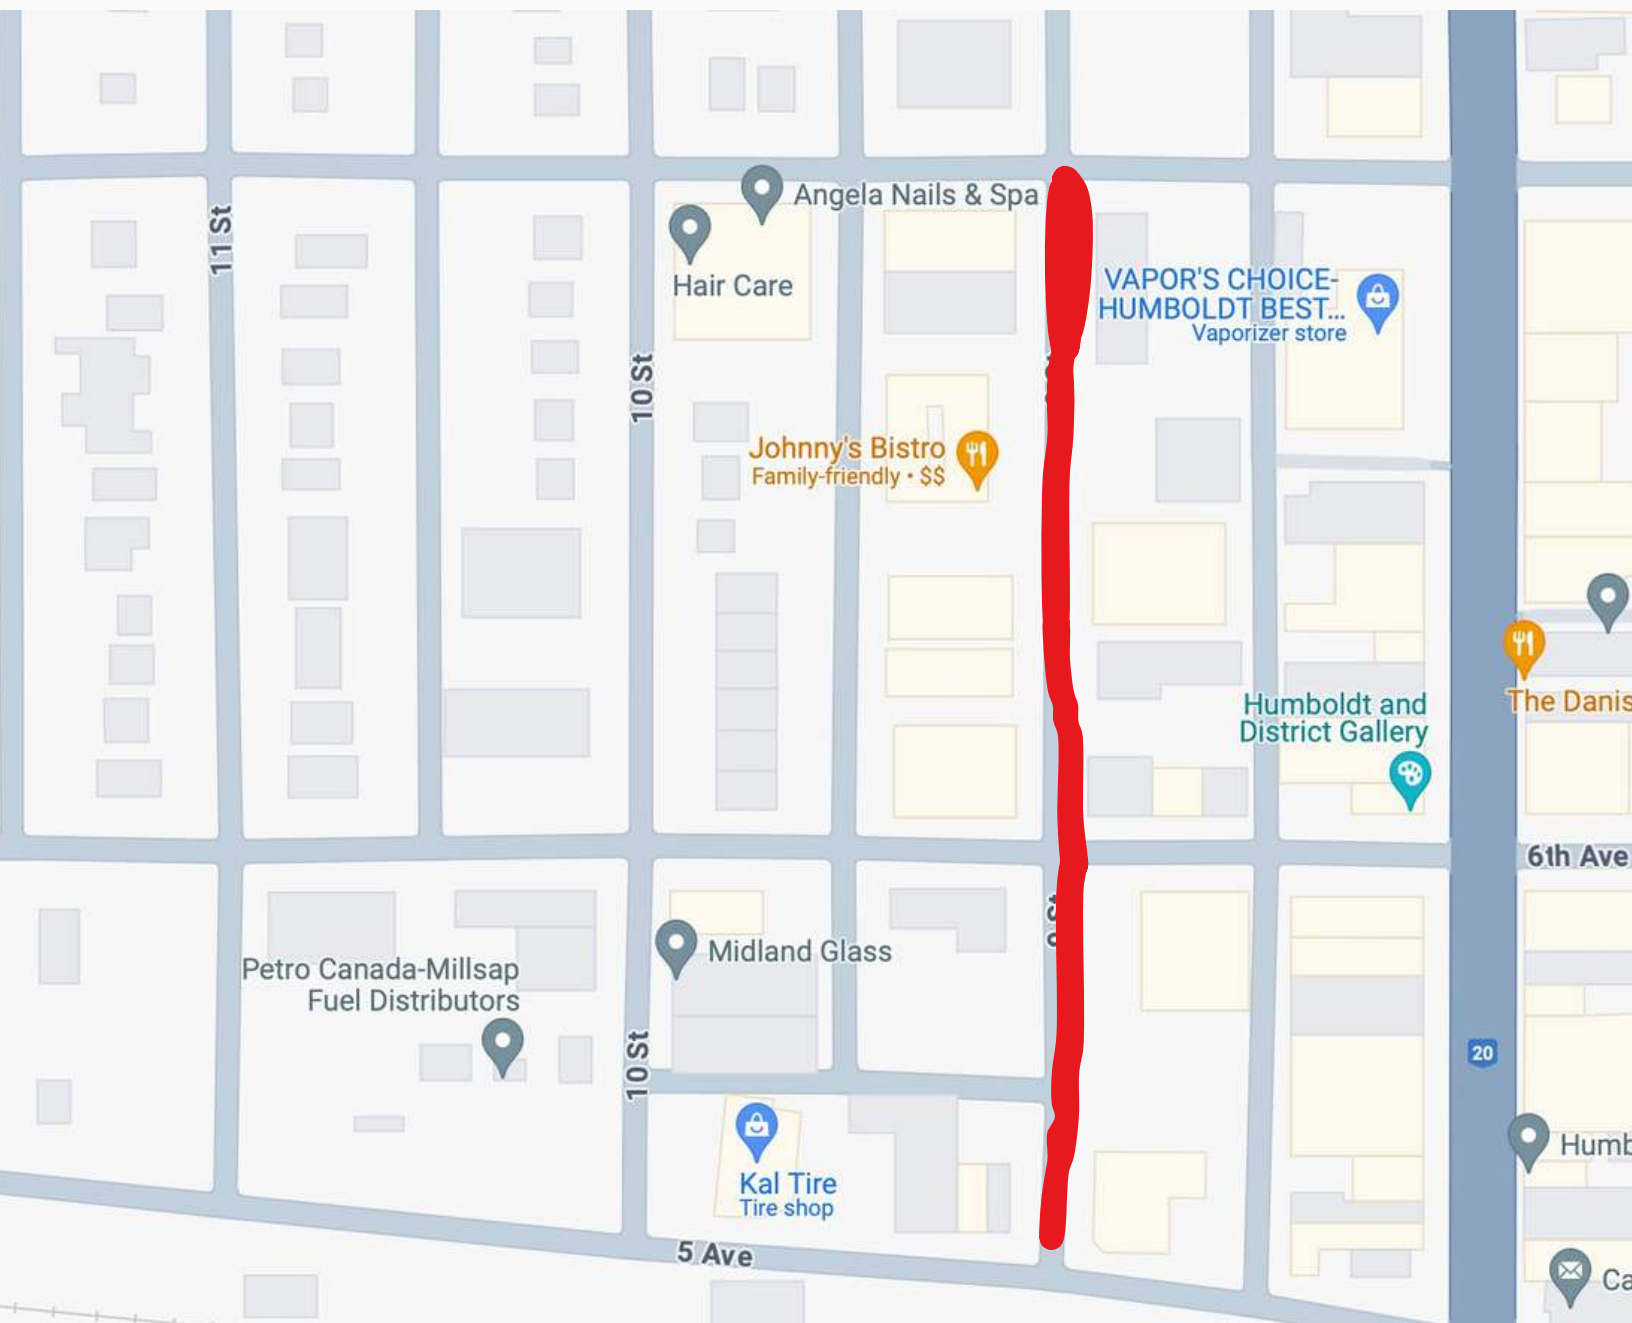 Angela Nails & Spa
11 St
Hair Care
VAPOR'S CHOICE-
HUMBOLDT BEST...
Vaporizer store
10 St
Johnny's Bistro
Family-friendly • $$
Humboldt and
District Gallery
The Danis
6th Ave
Midland Glass
Petro Canada-Millsap
Fuel Distributors
10 St
20
Kal Tire
Tire shop
Humb
5 Ave
Ca